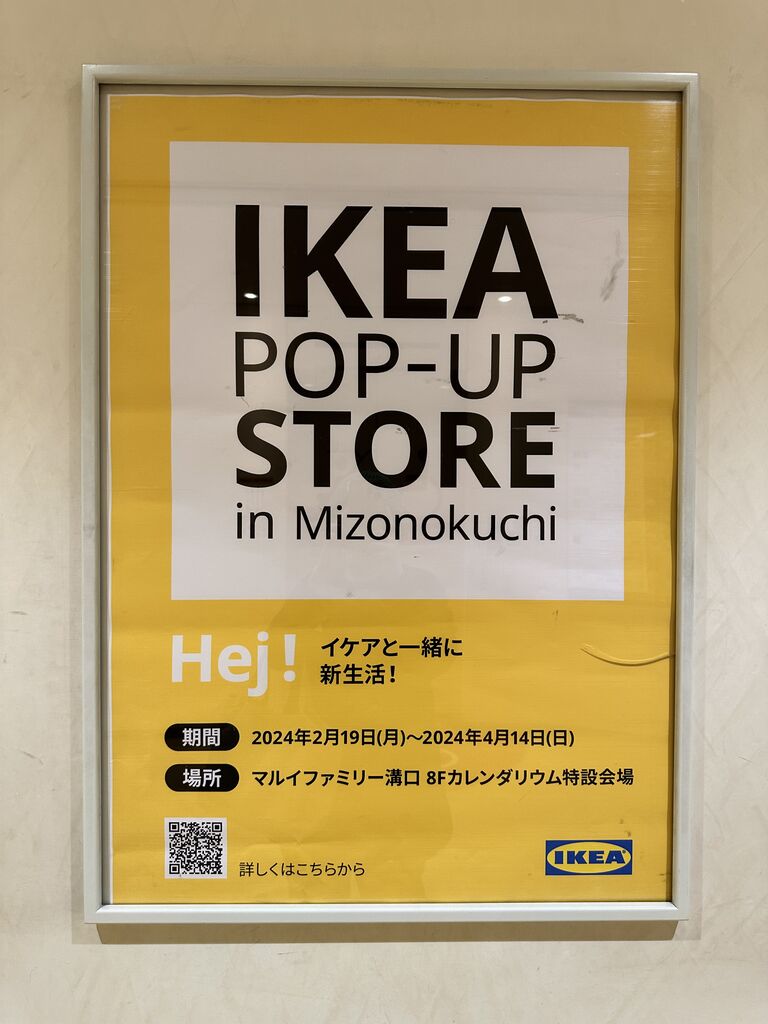 IKEA
POP-UP
STORE
in Mizonokuchi
Hej!
イケアと一緒に
新生活!
期間 2024年2月19日(月)～2024年4月14日(日)
場所 マルイファミリー溝口 8Fカレンダリウム特設会場
詳しくはこちらから
IKEA